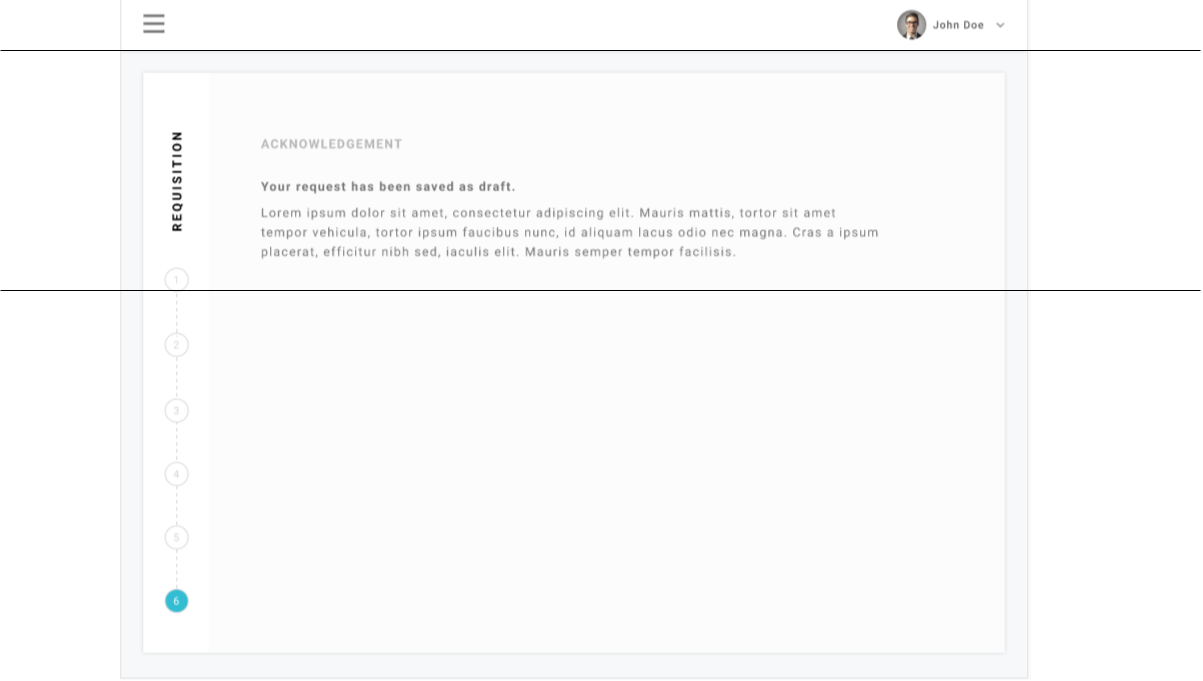 John Doe
REQUISITION
ACKNOWLEDGEMENT
Your request has been saved as draft.
Lorem ipsum dolor sit amet, consectetur adipiscing elit. Mauris mattis, tortor sit amet
tempor vehicula, tortor ipsum faucibus nunc, id aliquam lacus odio nec magna. Cras a ipsum
placerat, efficitur nibh sed, iaculis elit. Mauris semper tempor facilisis.
1
2
3
4
5
6